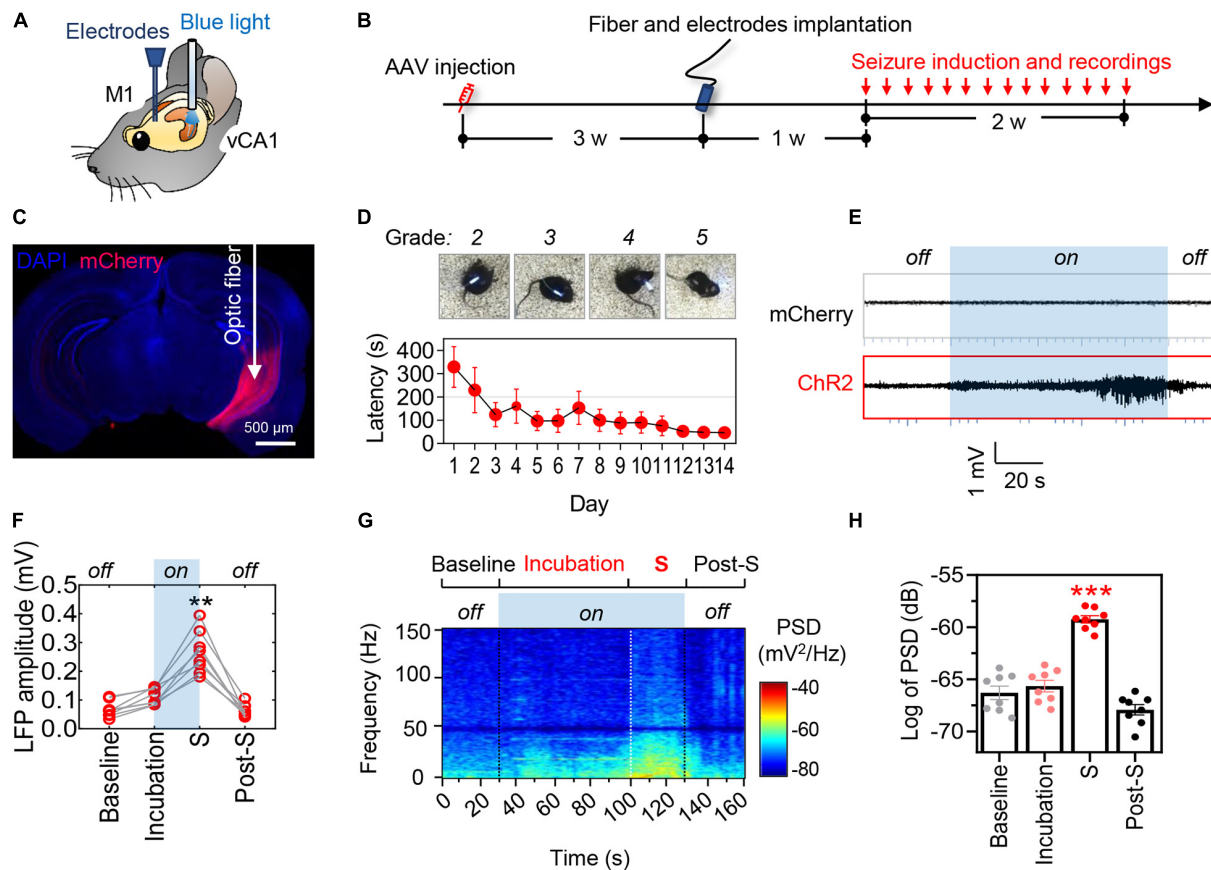 A
Electrodes
Blue light
M1
vCA1
B
Fiber and electrodes implantation
AAV injection
Seizure induction and recordings
3 w
1 w
2 w
C
DAPI mCherry
Optic fiber
500 µm
D
Grade: 2 3 4 5
Latency (s)
400
300
200
100
0
1 2 3 4 5 6 7 8 9 10 11 12 13 14
Day
E
off on off
mCherry
ChR2
1 mV
20 s
F
off on off
LFP amplitude (mV)
0.5
0.4
0.3
0.2
0.1
0.0
**
Baseline
Incubation
S
Post-S
G
Baseline Incubation S Post-S
off on off
Frequency (Hz)
150
100
50
0
0 20 40 60 80 100 120 140 160
Time (s)
PSD
(mV²/Hz)
-40
-60
-80
H
Log of PSD (dB)
-55
-60
-65
-70
***
Baseline
Incubation
S
Post-S